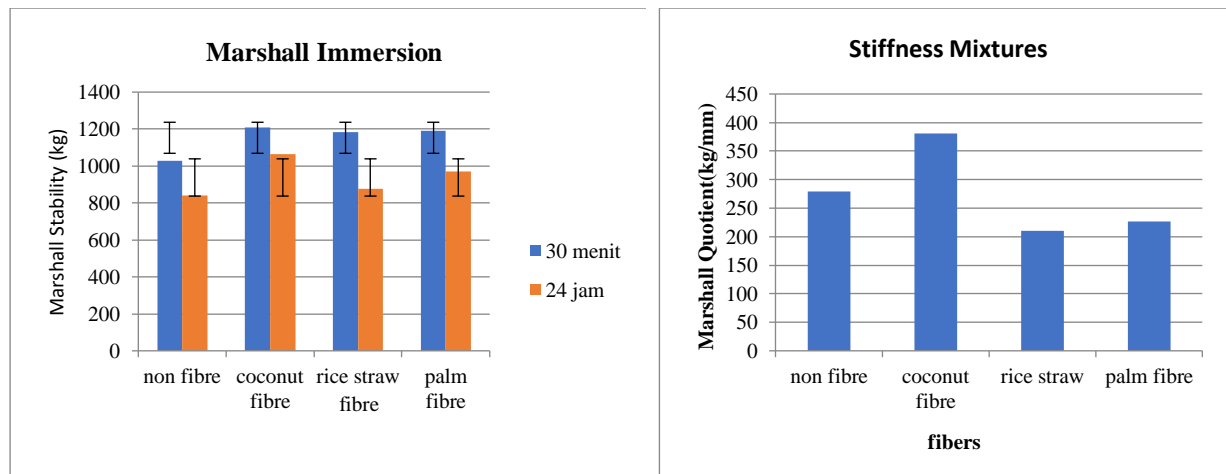 Marshall Immersion
Marshall Stability (kg)
1400
1200
1000
800
600
400
200
0
non fibre
coconut
fibre
rice straw
fibre
palm
fibre
30 menit
24 jam
Stiffness Mixtures
Marshall Quotient(kg/mm)
450
400
350
300
250
200
150
100
50
0
non fibre
coconut
fibre
rice straw
palm fibre
fibers